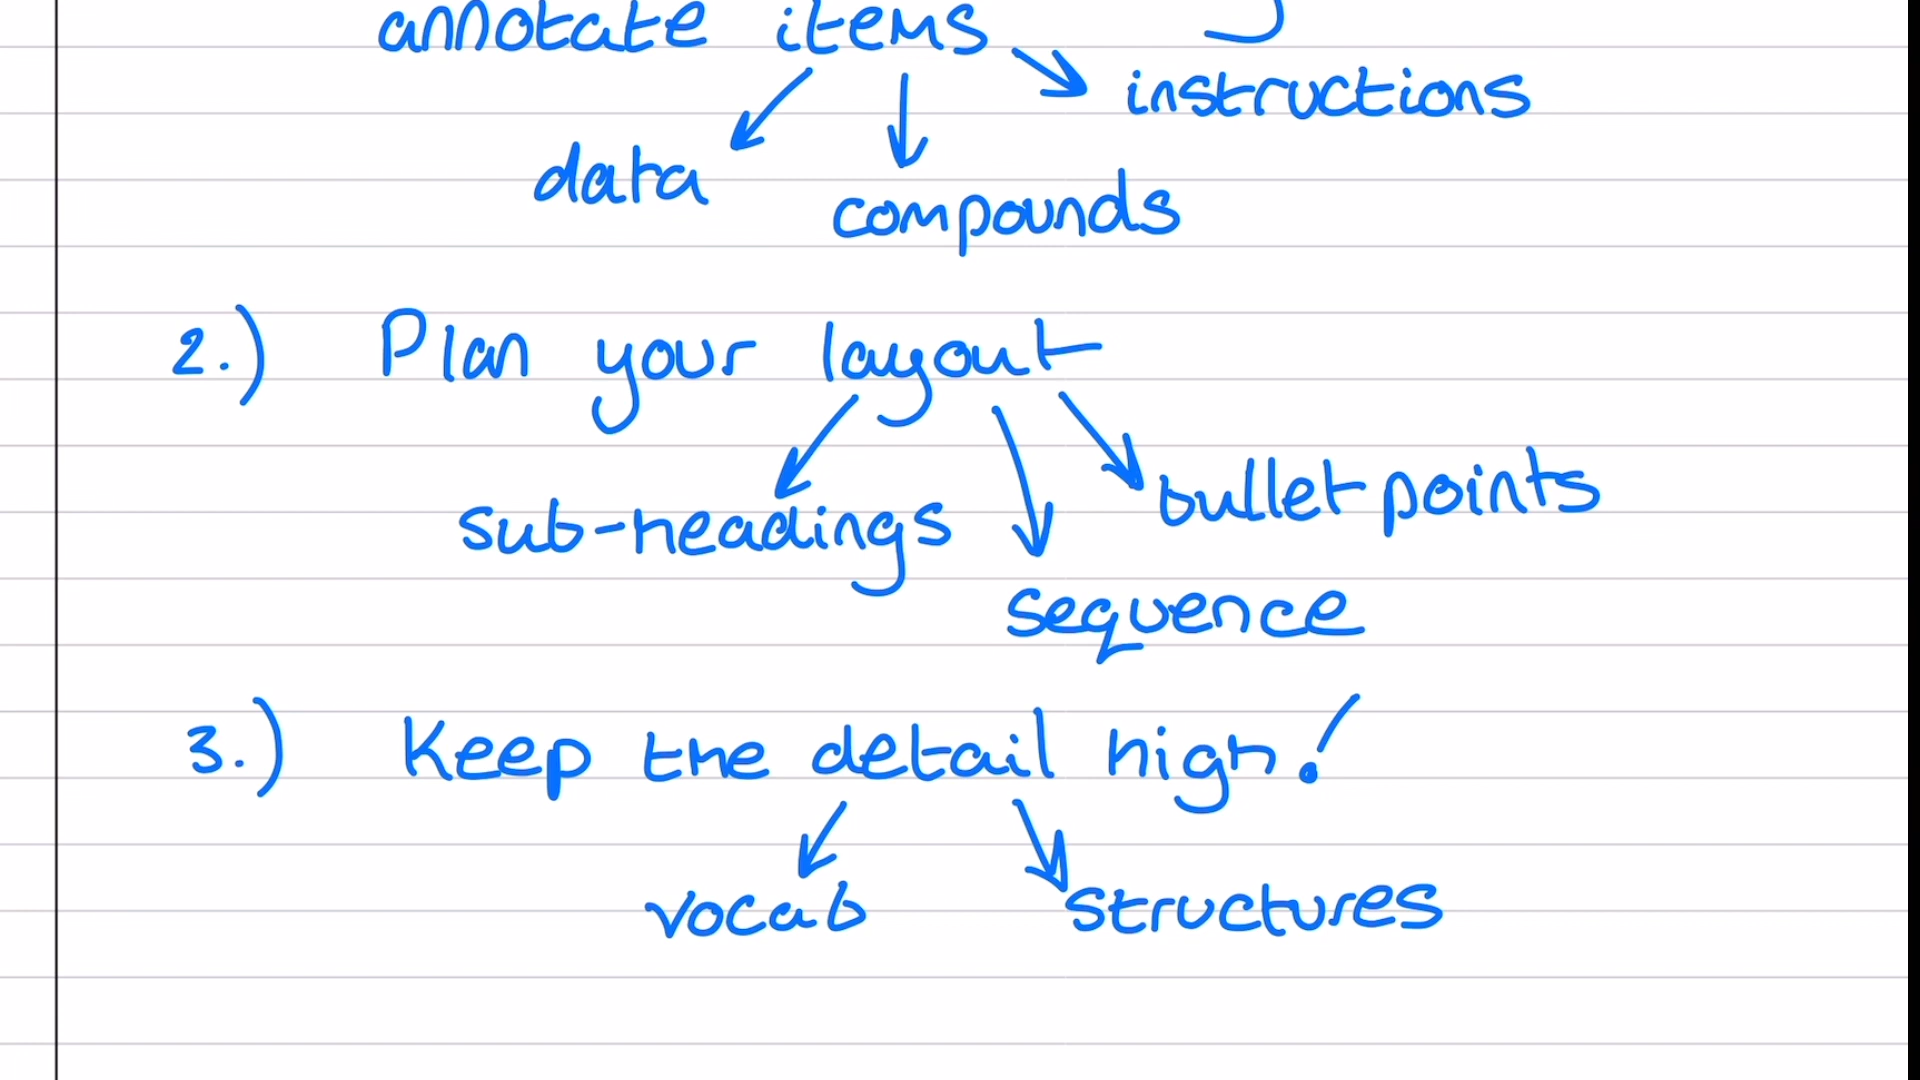 annotate items
instructions
data
compounds
2.) Plan your layout
bullet points
sub-headings
sequence
3.) Keep the detail high!
vocab structures